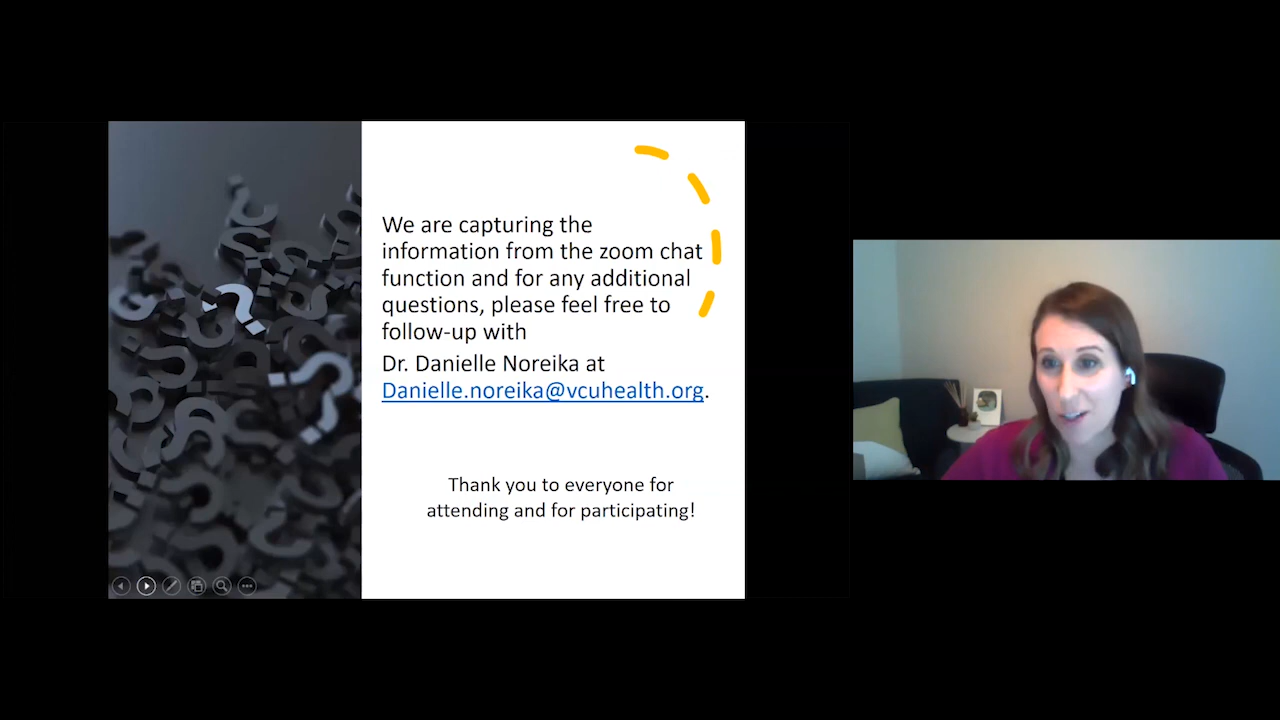 We are capturing the
information from the zoom chat
function and for any additional
questions, please feel free to
follow-up with
Dr. Danielle Noreika at
Danielle.noreika@vcuhealth.org.
Thank you to everyone for
attending and for participating!